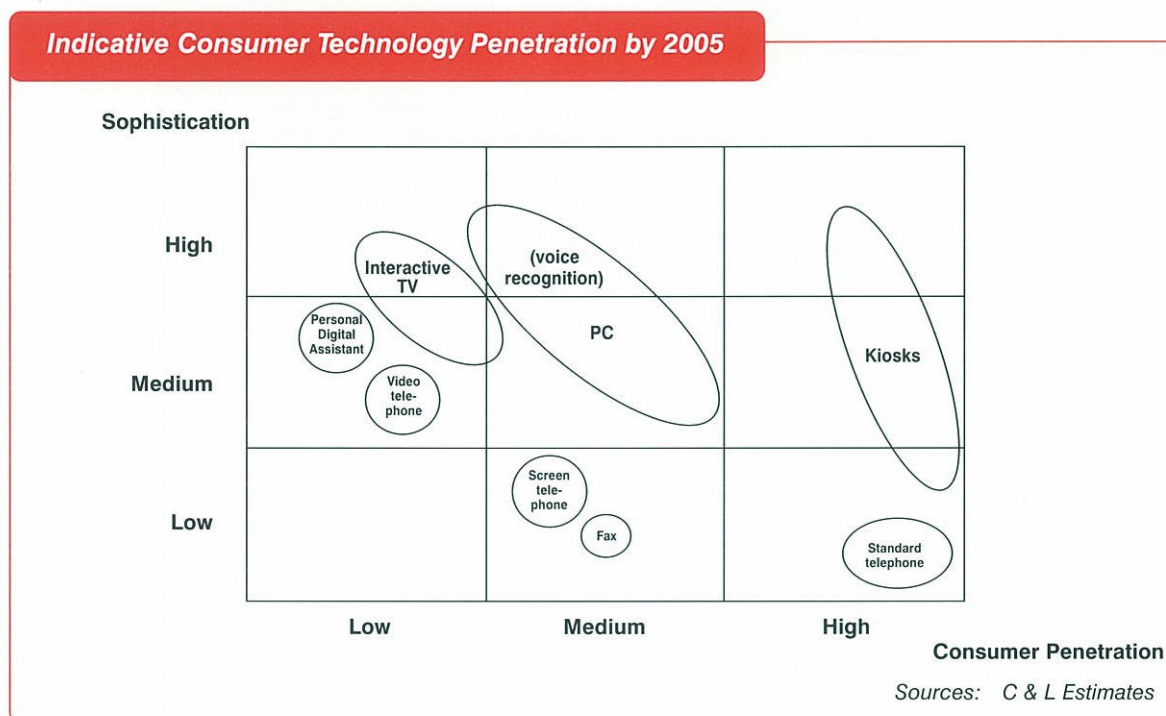 Indicative Consumer Technology Penetration by 2005
Sophistication
High
Interactive
TV
(voice
recognition)
Personal
Digital
Assistant
PC
Kiosks
Medium
Video
tele-
phone
Screen
tele-
phone
Low
Fax
Standard
telephone
Low
Medium
High
Consumer Penetration
Sources: C & L Estimates